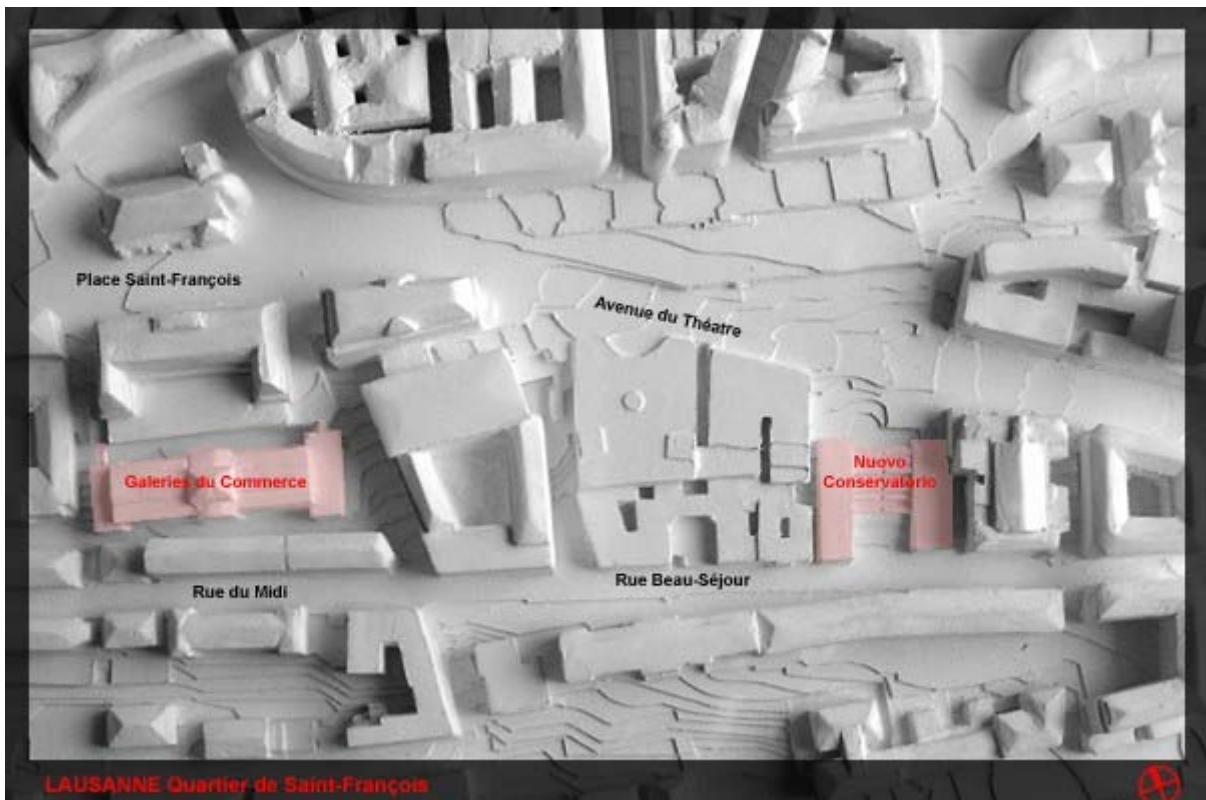 Place Saint-François
Avenue du Théatre
Galeries du Commerce
Nuovo
Conservatorio
Rue du Midi
Rue Beau-Séjour
LAUSANNE Quartier de Saint-François